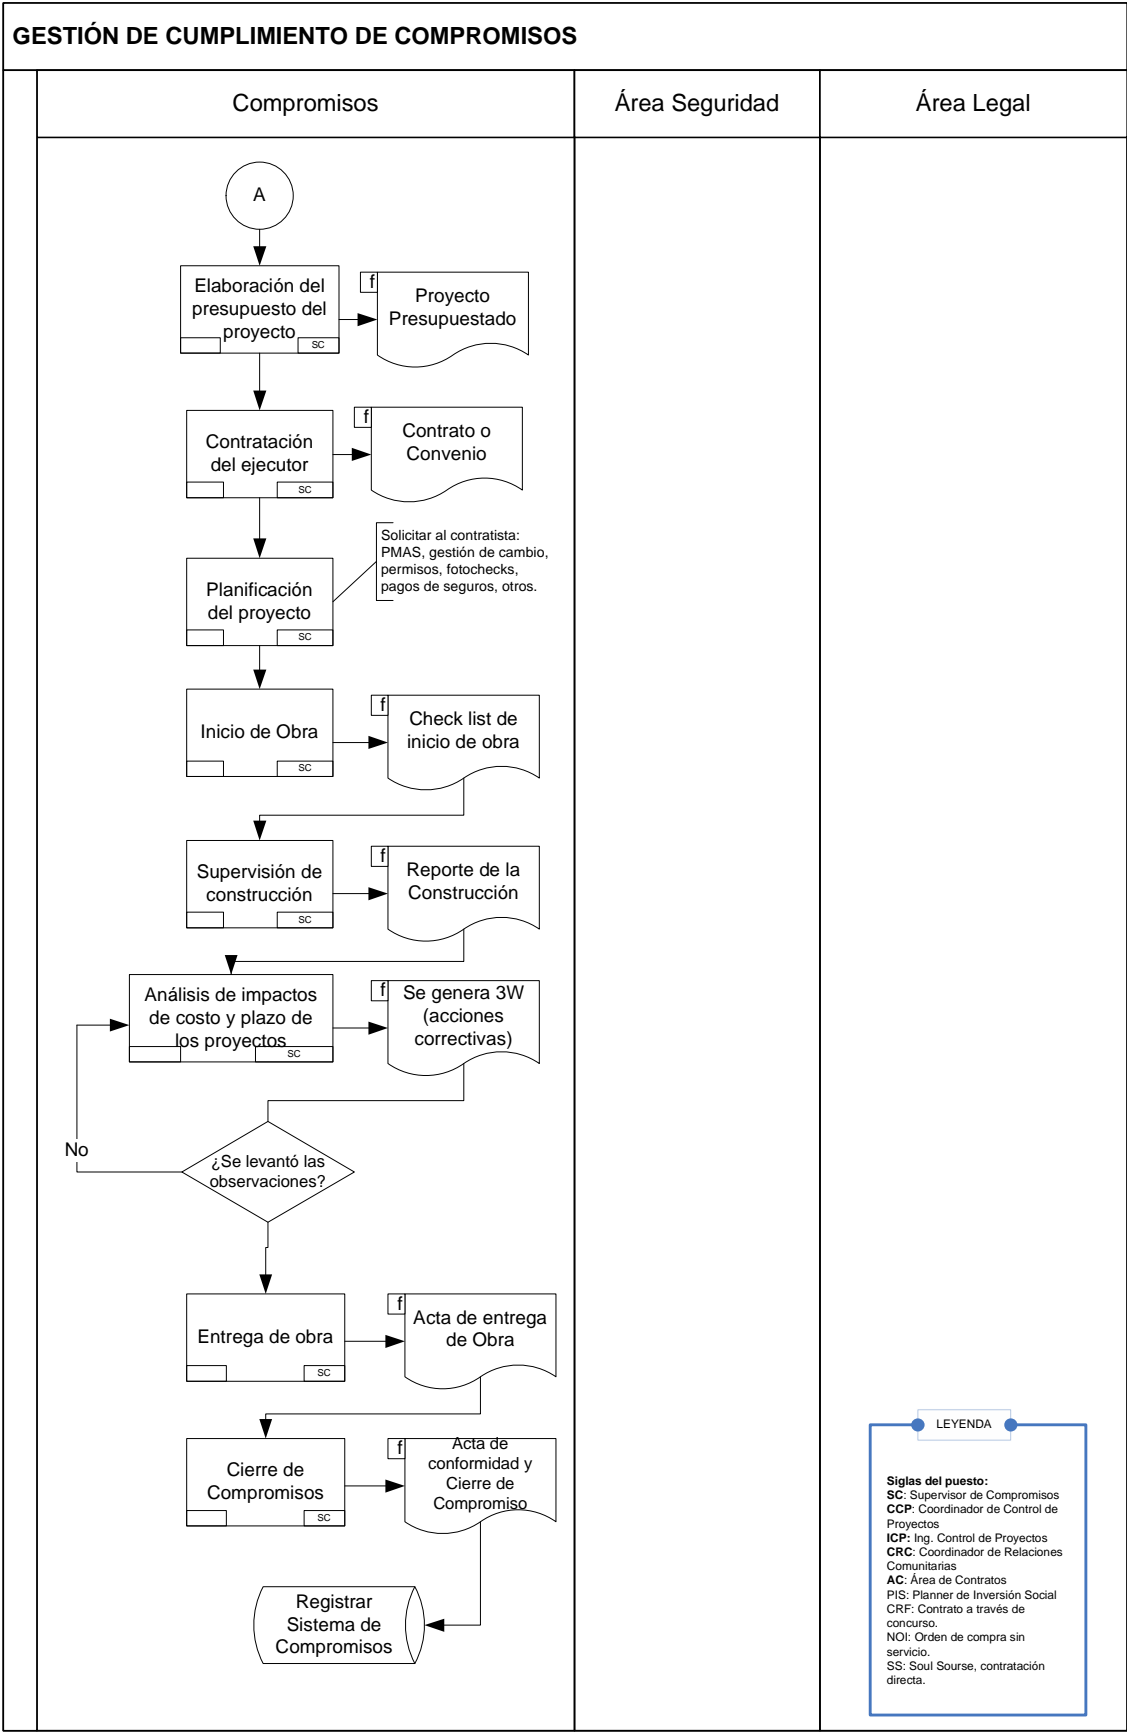 GESTIÓN DE CUMPLIMIENTO DE COMPROMISOS
Compromisos
Área Seguridad
Área Legal
A
Elaboración del
presupuesto del
proyecto
SC
f
Proyecto
Presupuestado
Contratación
del ejecutor
SC
f
Contrato o
Convenio
Solicitar al contratista:
PMAS, gestión de cambio,
permisos, fotochecks,
pagos de seguros, otros.
Planificación
del proyecto
SC
Inicio de Obra
SC
f
Check list de
inicio de obra
Supervisión de
construcción
SC
f
Reporte de la
Construcción
Análisis de impactos
de costo y plazo de
los proyectos
SC
f
Se genera 3W
(acciones
correctivas)
No
¿Se levantó las
observaciones?
Entrega de obra
SC
f
Acta de entrega
de Obra
Cierre de
Compromisos
SC
f
Acta de
conformidad y
Cierre de
Compromiso
Registrar
Sistema de
Compromisos
LEYENDA
Siglas del puesto:
SC: Supervisor de Compromisos
CCP: Coordinador de Control de
Proyectos
ICP: Ing. Control de Proyectos
CRC: Coordinador de Relaciones
Comunitarias
AC: Área de Contratos
PIS: Planner de Inversión Social
CRF: Contrato a través de
concurso.
NOI: Orden de compra sin
servicio.
SS: Soul Sourse, contratación
directa.